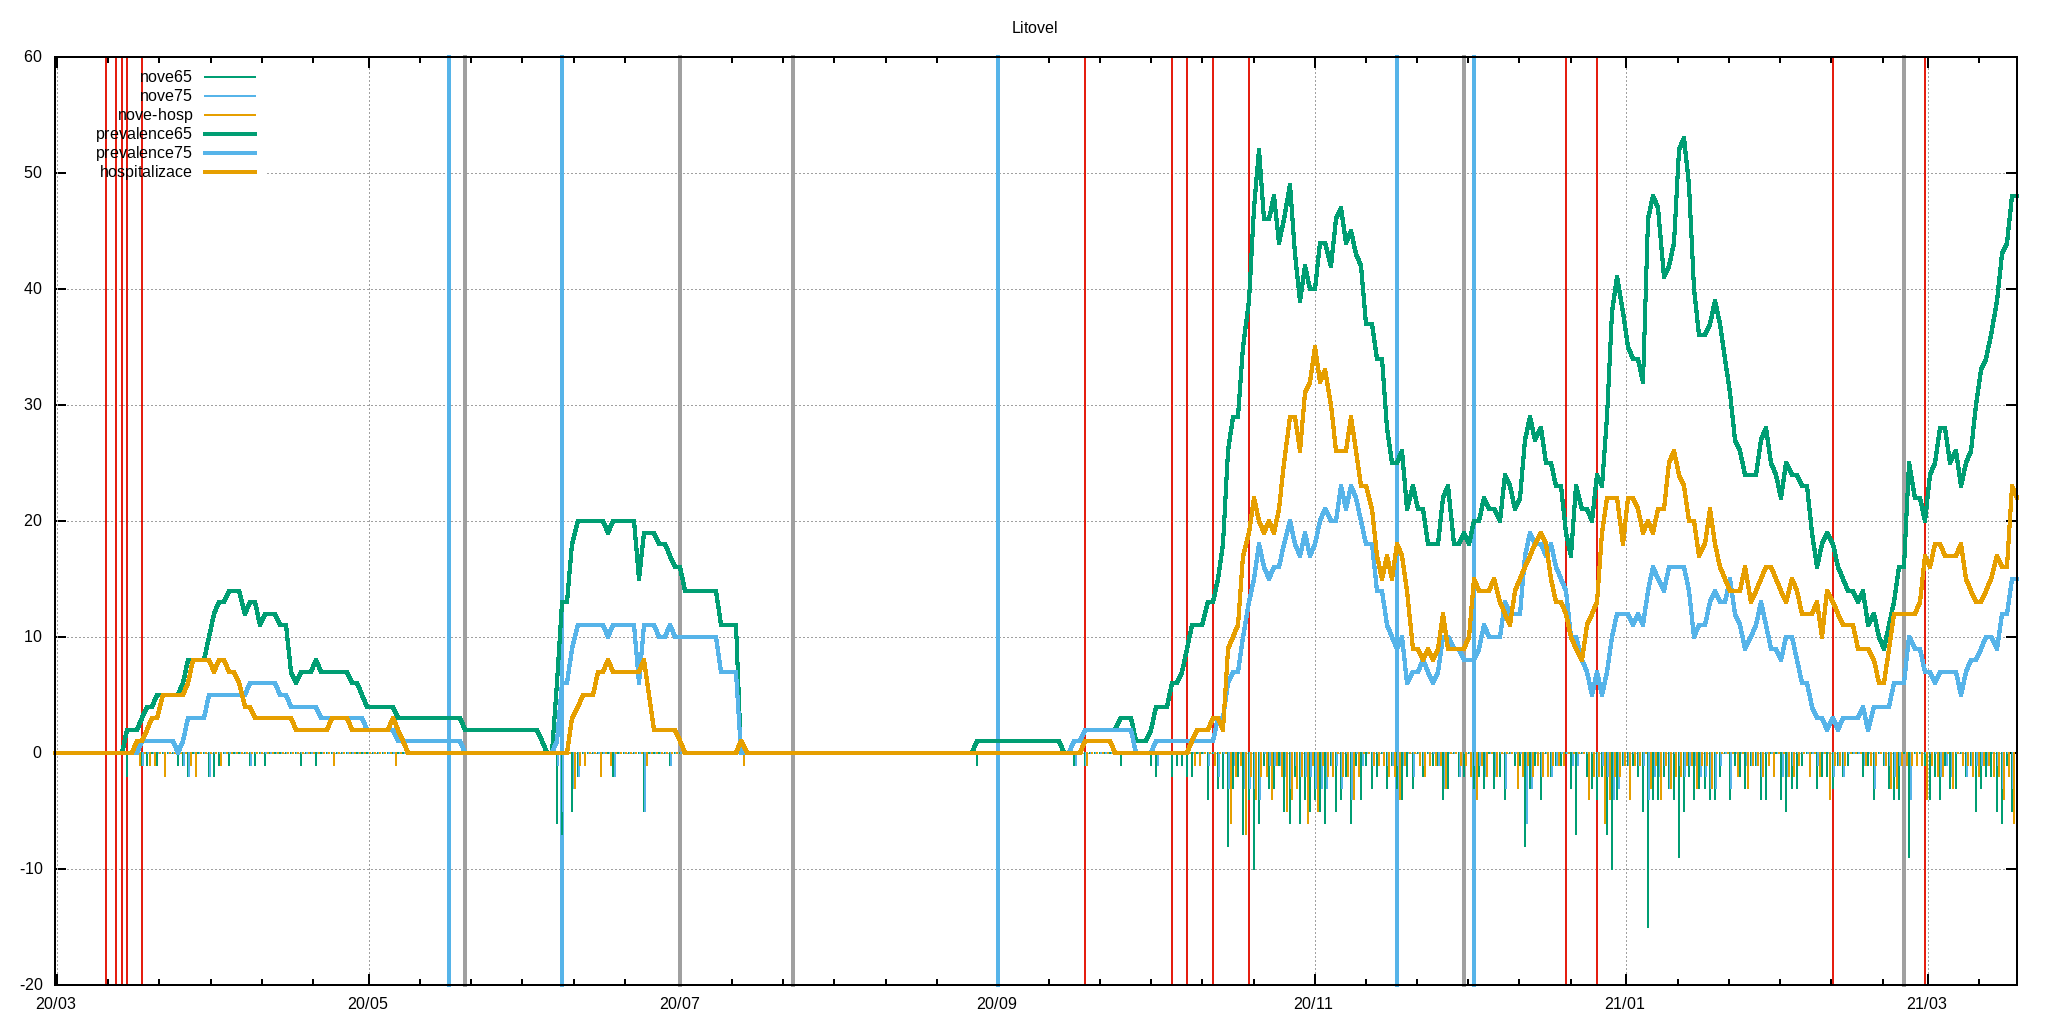 Litovel
60
nove65
nove75
nove-hosp
prevalence65
prevalence75
hospitalizace
50
40
30
20
10
0
-10
-20
20/03 20/05 20/07 20/09 20/11 21/01 21/03